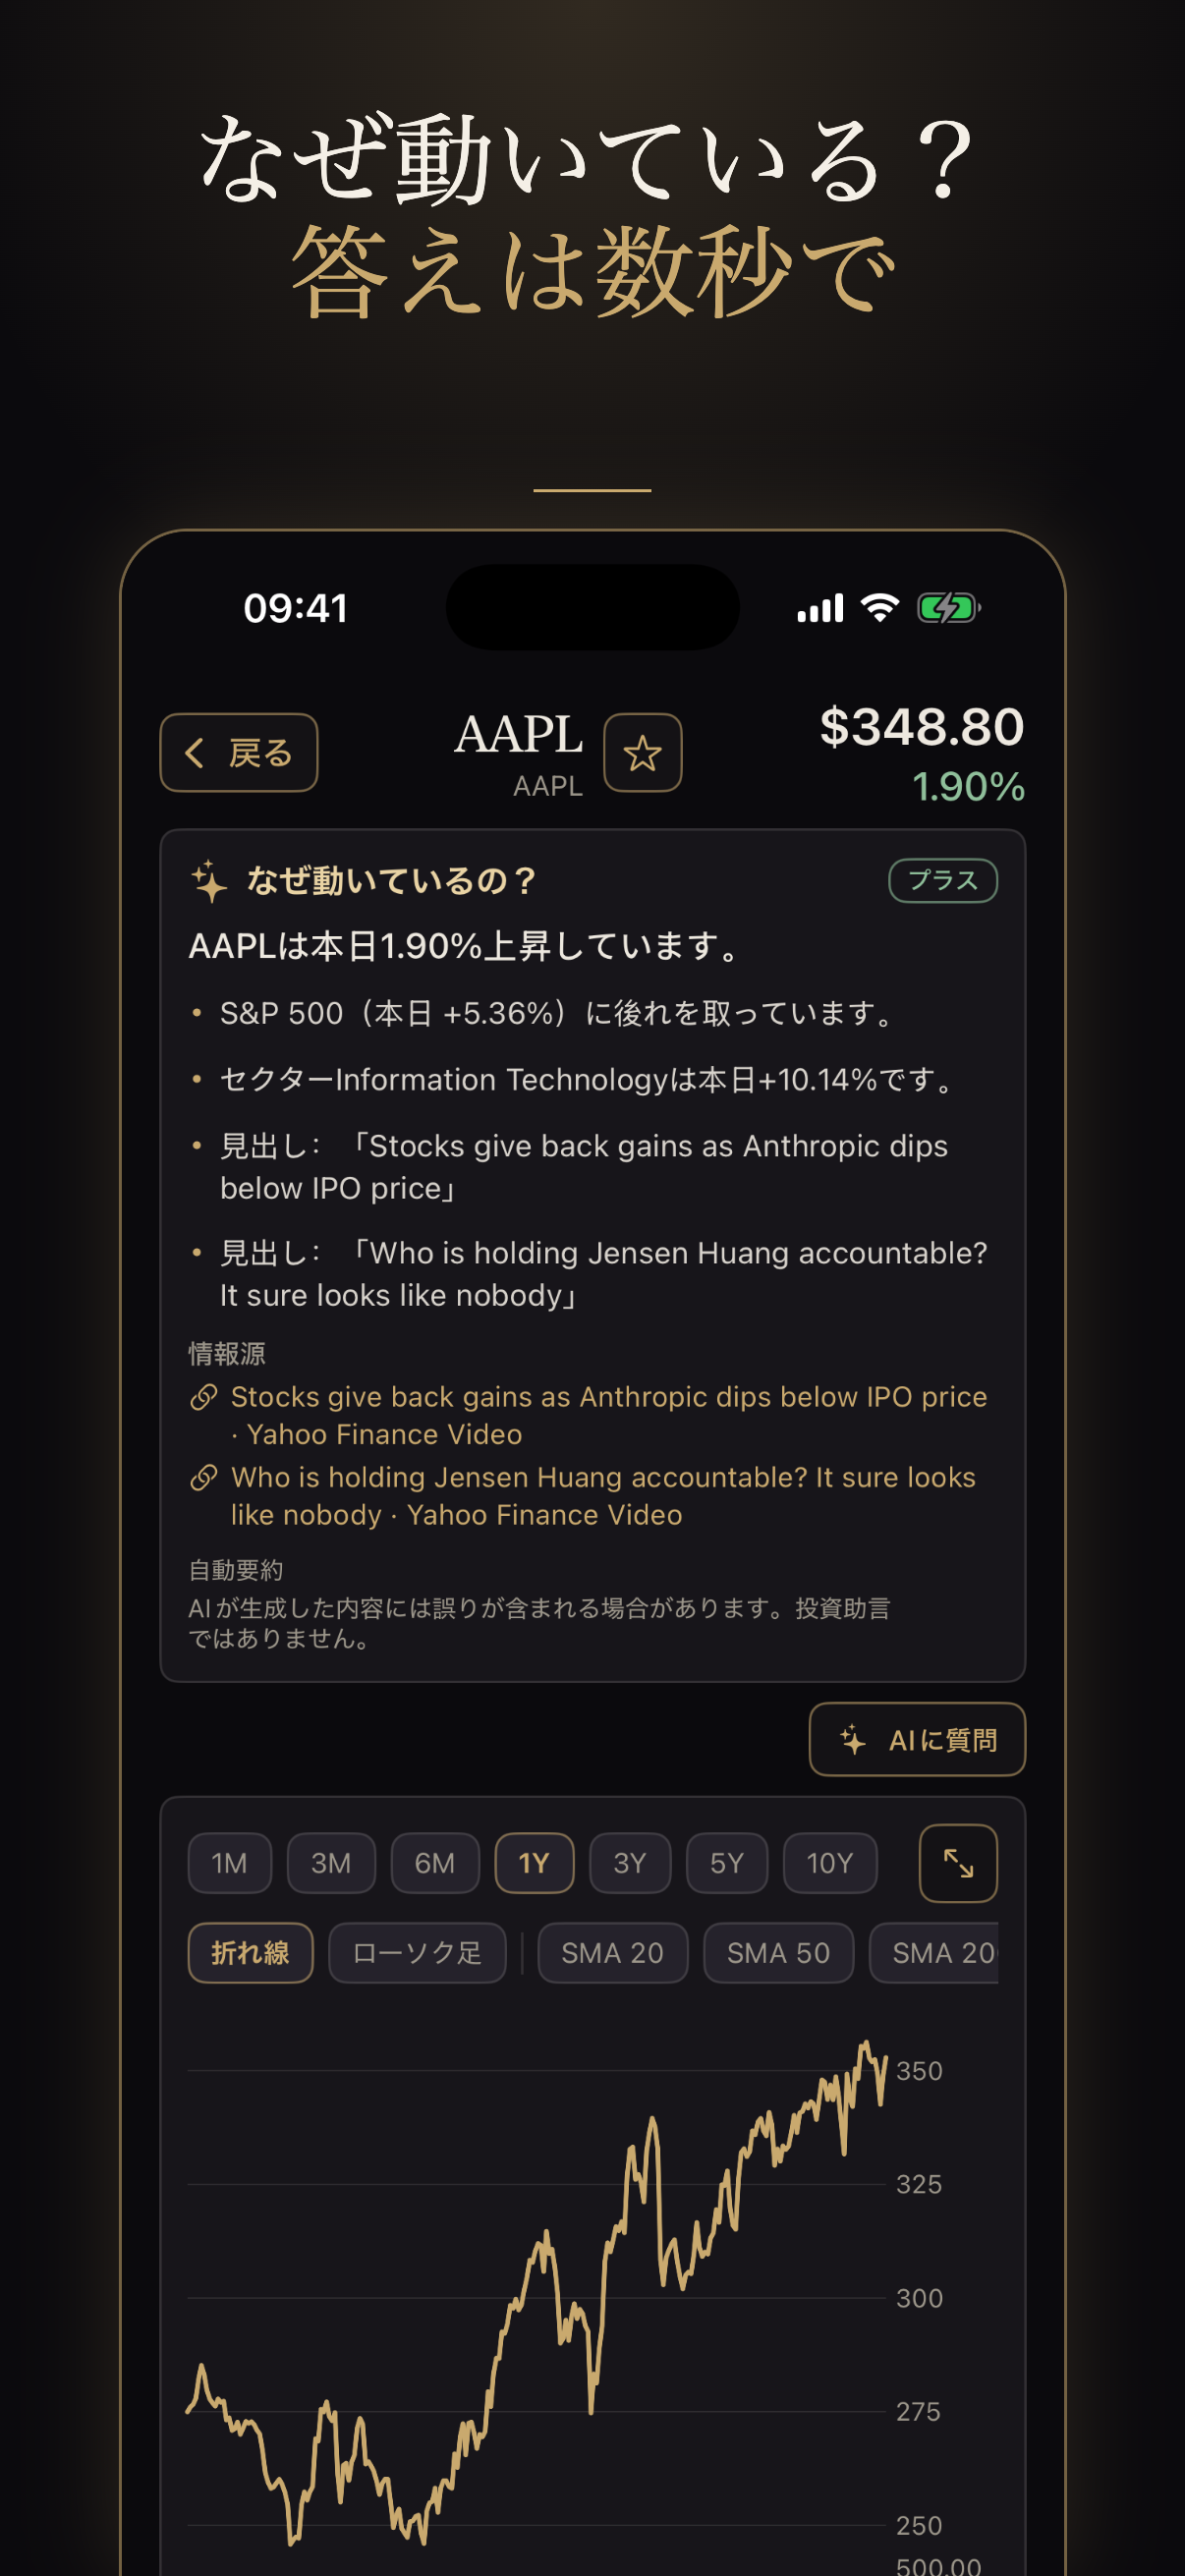 なぜ動いている？
答えは数秒で
09:41
戻る
AAPL
AAPL
$348.80
1.90%
なぜ動いているの？
プラス
AAPLは本日1.90%上昇しています。
• S&P 500（本日 +5.36%）に後れを取っています。
• セクターInformation Technologyは本日+10.14%です。
• 見出し： 「Stocks give back gains as Anthropic dips
below IPO price」
• 見出し： 「Who is holding Jensen Huang accountable?
It sure looks like nobody」
情報源
Stocks give back gains as Anthropic dips below IPO price
· Yahoo Finance Video
Who is holding Jensen Huang accountable? It sure looks
like nobody · Yahoo Finance Video
自動要約
AIが生成した内容には誤りが含まれる場合があります。投資助言
ではありません。
AIに質問
1M 3M 6M 1Y 3Y 5Y 10Y
折れ線 ローソク足 SMA 20 SMA 50 SMA 20
350
325
300
275
250
500.00